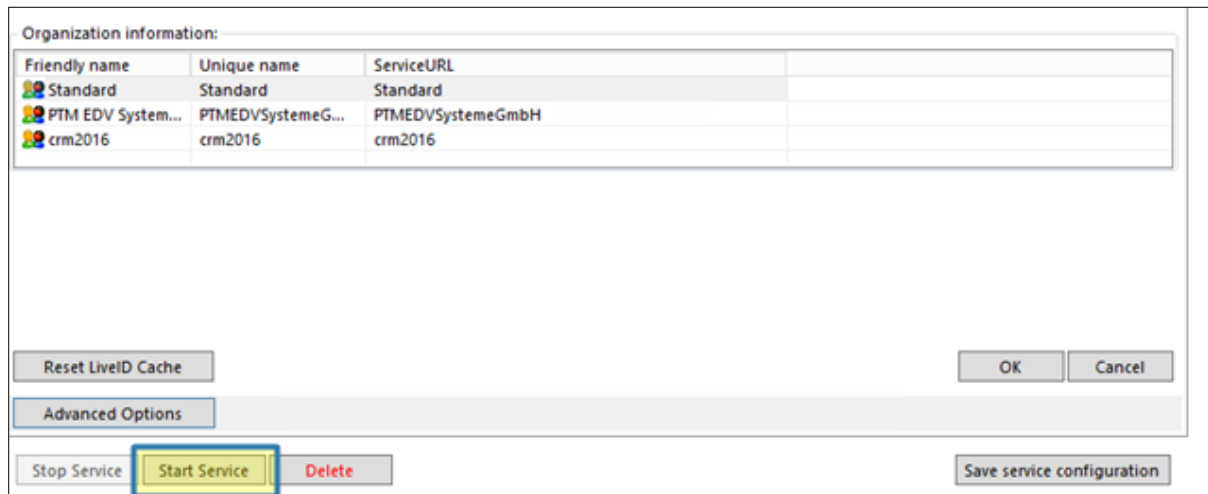 Organization information:
Friendly name Unique name ServiceURL
Standard Standard Standard
PTM EDV System... PTMEDVSystemeG... PTMEDVSystemeGmbH
crm2016 crm2016 crm2016
Reset LiveID Cache OK Cancel
Advanced Options
Stop Service Start Service Delete Save service configuration